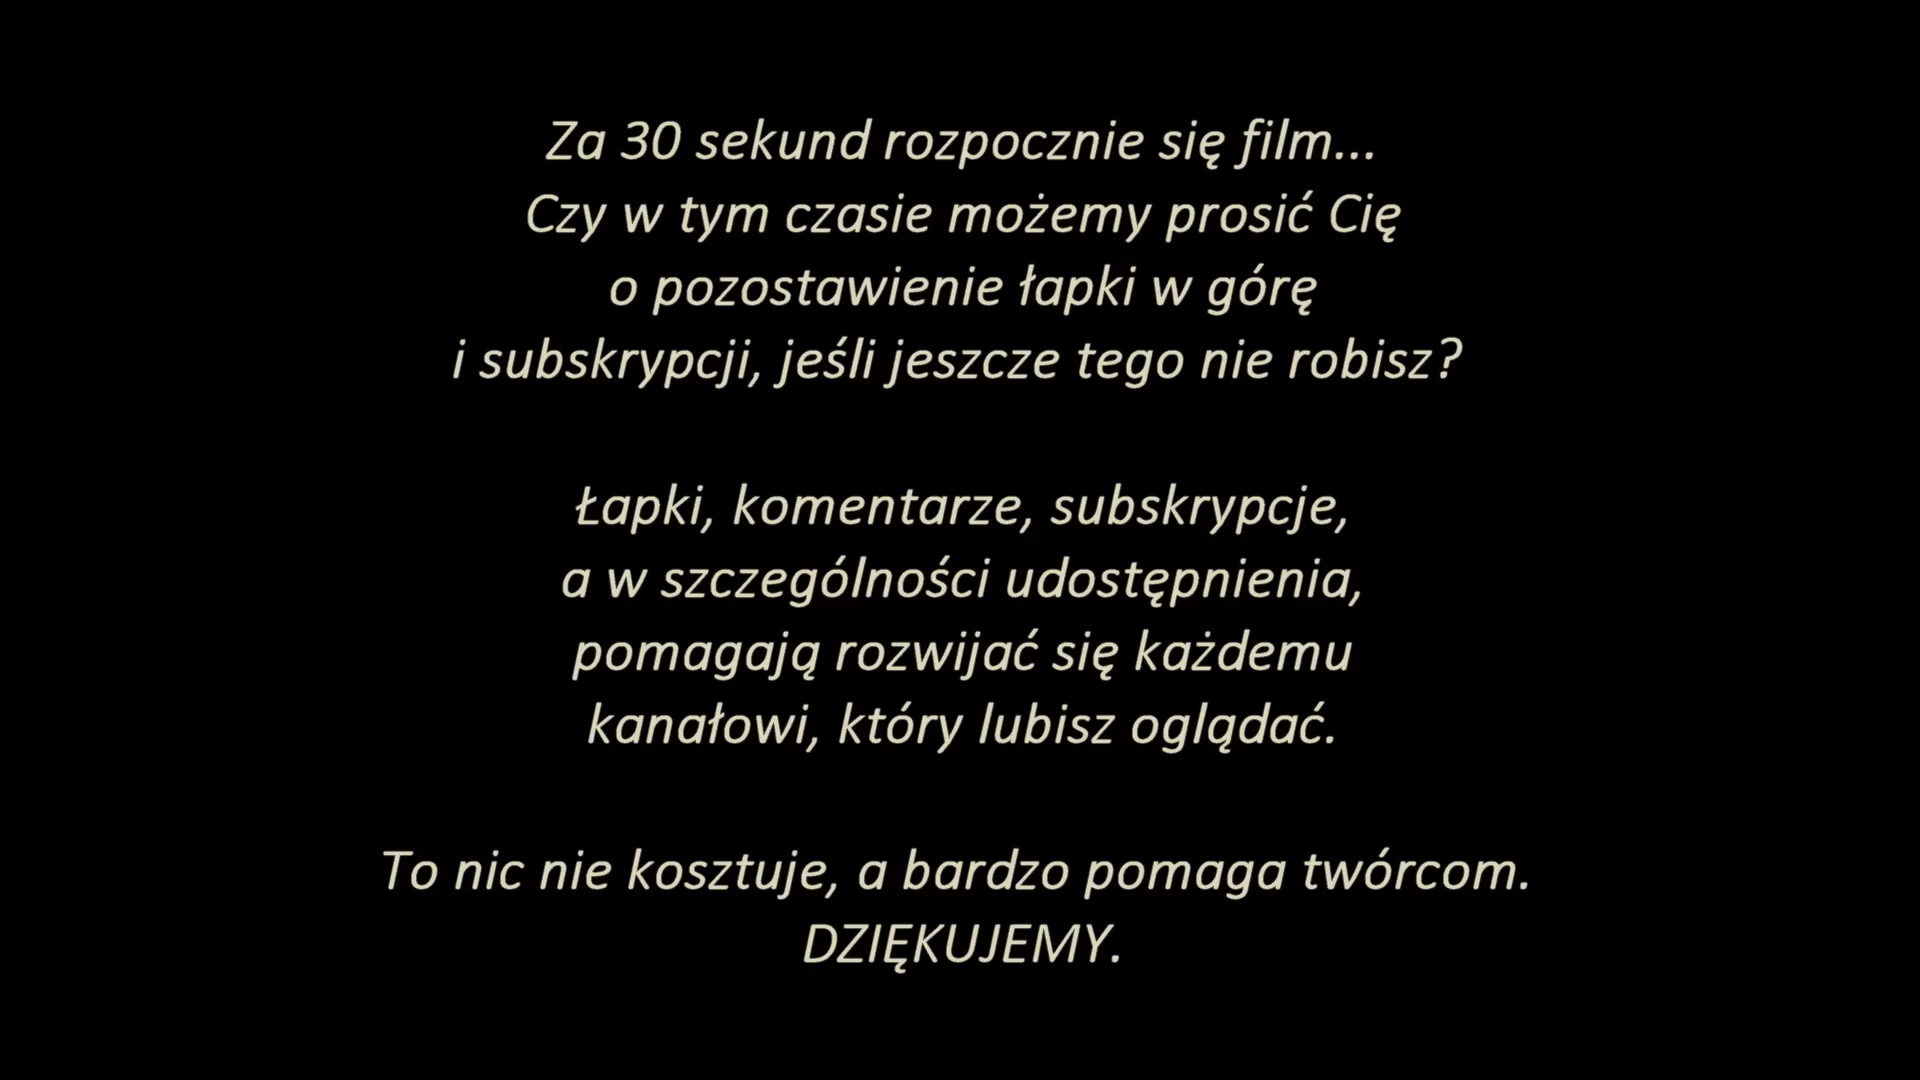 Za 30 sekund rozpocznie się film...
Czy w tym czasie możemy prosić Cię
o pozostawienie łapki w górę
i subskrypcji, jeśli jeszcze tego nie robisz?
Łapki, komentarze, subskrypcje,
a w szczególności udostępnienia,
pomagają rozwijać się każdemu
kanałowi, który lubisz oglądać.
To nic nie kosztuje, a bardzo pomaga twórcom.
DZIĘKUJEMY.